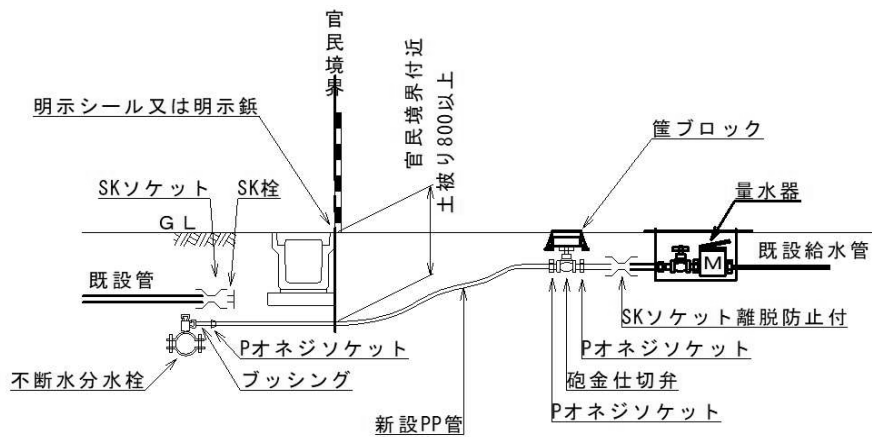 官民境界
明示シール又は明示鋲
官民境界付近
土被り800以上
筐ブロック
SKソケット
SK栓
量水器
GL
既設管
既設給水管
M
SKソケット離脱防止付
Pオネジソケット
Pオネジソケット
不断水分水栓
ブッシング
砲金仕切弁
Pオネジソケット
新設PP管